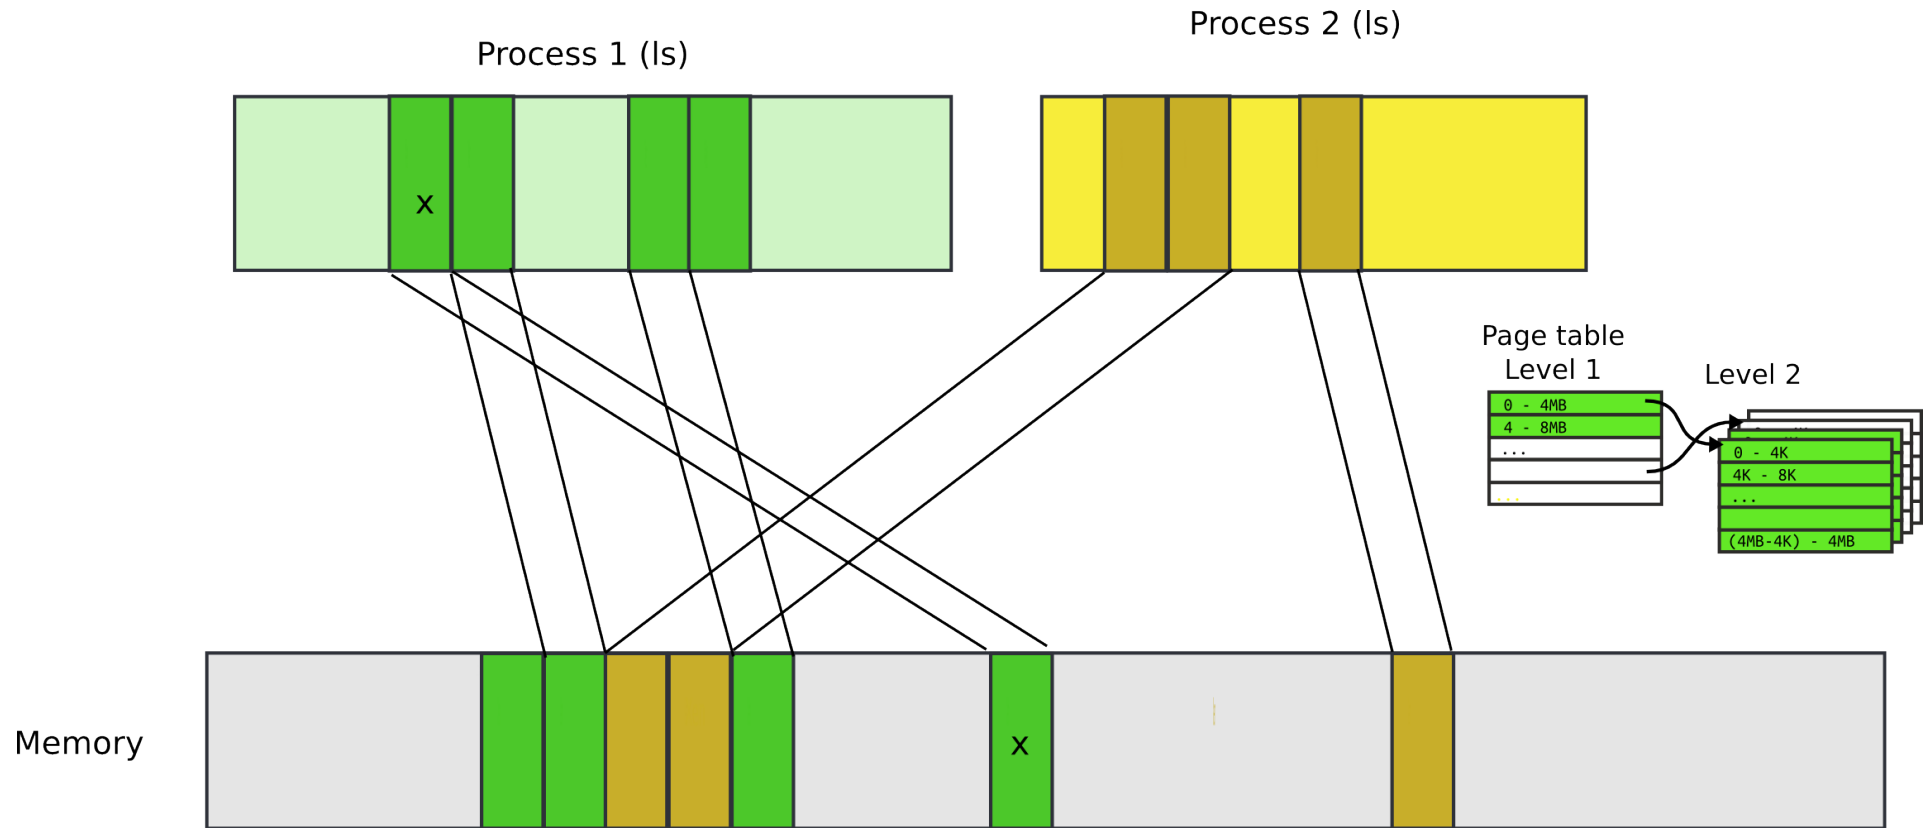 Process 1 (ls)
Process 2 (ls)
x
Page table
Level 1
Level 2
0 - 4MB
4 - 8MB
...
...
0 - 4K
4K - 8K
...
(4MB-4K) - 4MB
Memory
x